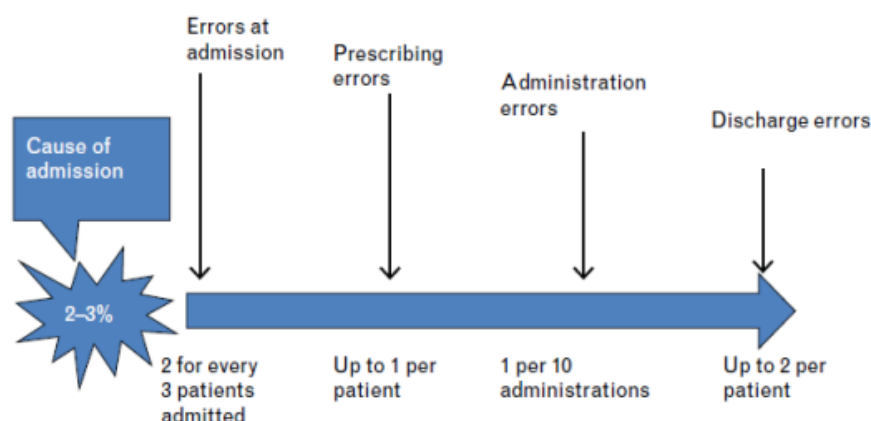 Errors at
admission
Prescribing
errors
Administration
errors
Discharge errors
Cause of
admission
2–3%
2 for every
3 patients
admitted
Up to 1 per
patient
1 per 10
administrations
Up to 2 per
patient